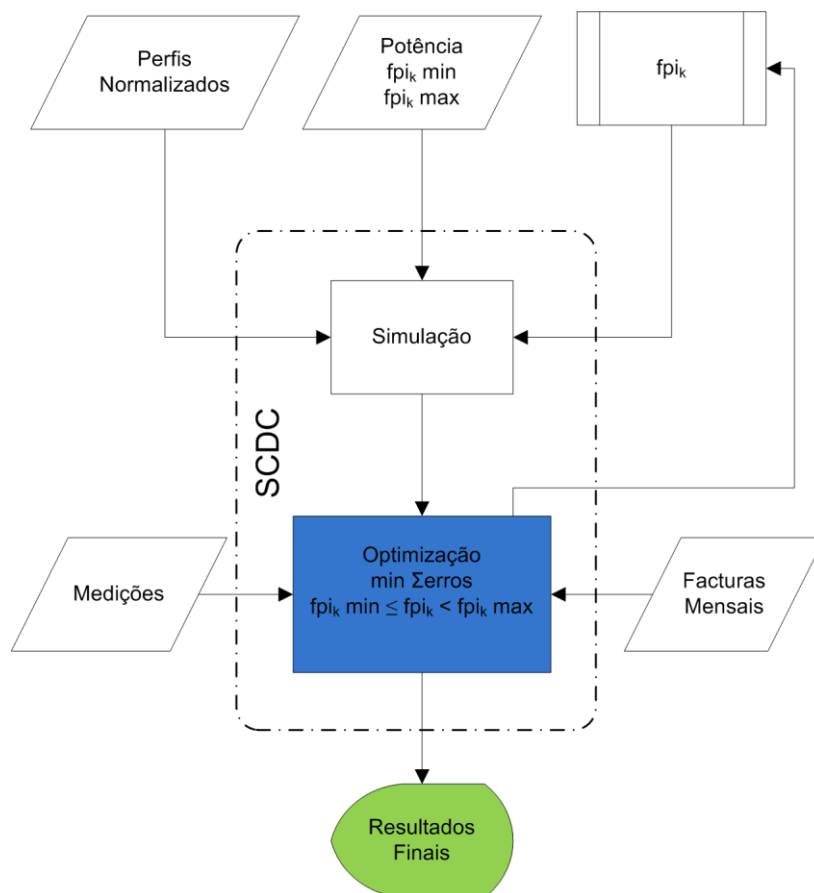 Perfis
Normalizados
Potência
fpiₖ min
fpiₖ max
fpiₖ
Simulação
SCDC
Medições
Optimização
min Σerros
fpiₖ min ≤ fpiₖ < fpiₖ max
Facturas
Mensais
Resultados
Finais